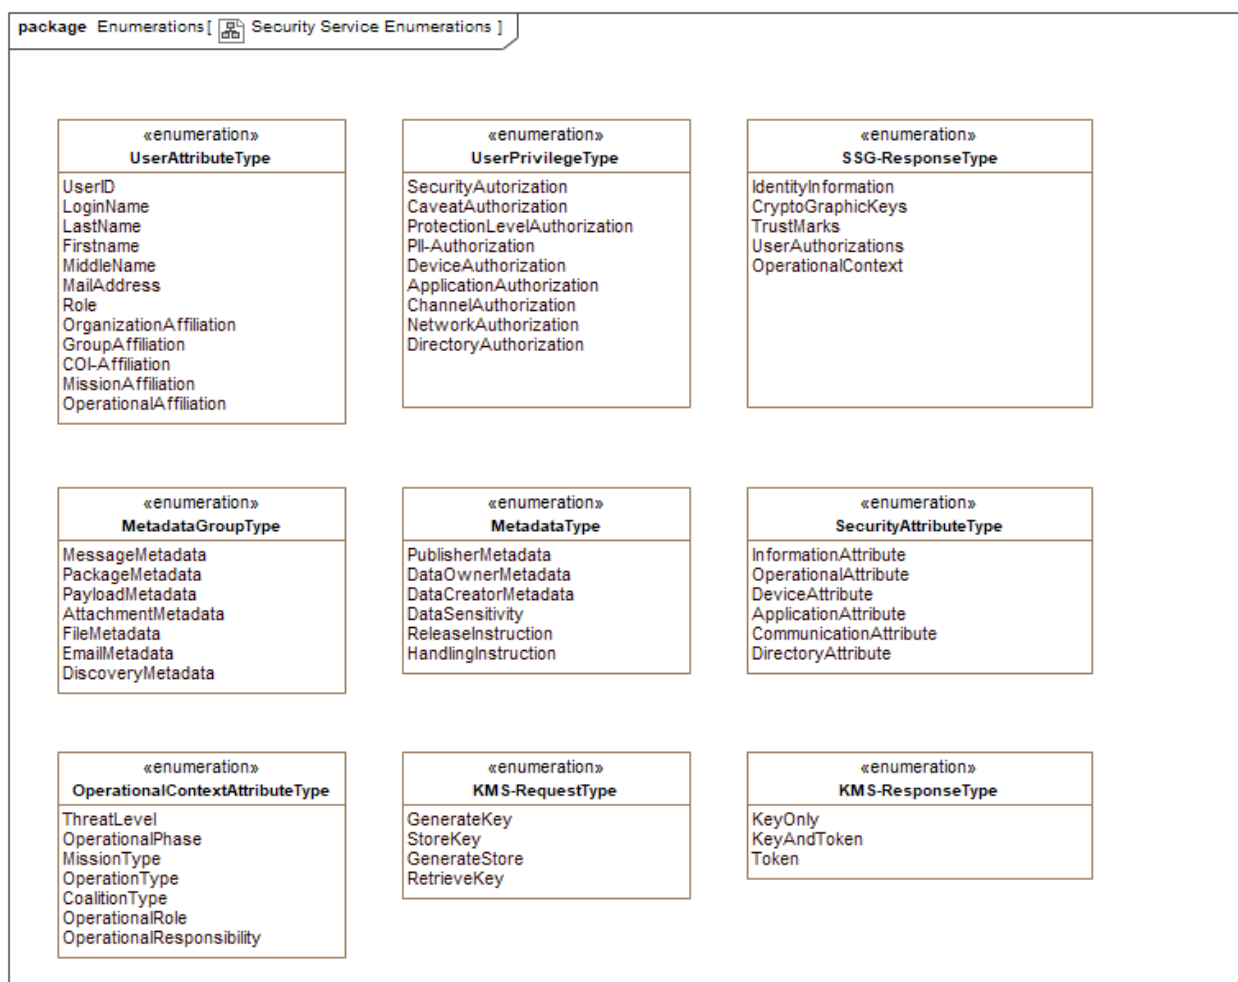 package Enumerations[ Security Service Enumerations ]
«enumeration»
UserAttributeType
UserID
LoginName
LastName
Firstname
MiddleName
MailAddress
Role
OrganizationAffiliation
GroupAffiliation
COI-Affiliation
MissionAffiliation
OperationalAffiliation
«enumeration»
UserPrivilegeType
SecurityAutorization
CaveatAuthorization
ProtectionLevelAuthorization
PII-Authorization
DeviceAuthorization
ApplicationAuthorization
ChannelAuthorization
NetworkAuthorization
DirectoryAuthorization
«enumeration»
SSG-ResponseType
IdentityInformation
CryptoGraphicKeys
TrustMarks
UserAuthorizations
OperationalContext
«enumeration»
MetadataGroupType
MessageMetadata
PackageMetadata
PayloadMetadata
AttachmentMetadata
FileMetadata
EmailMetadata
DiscoveryMetadata
«enumeration»
MetadataType
PublisherMetadata
DataOwnerMetadata
DataCreatorMetadata
DataSensitivity
ReleaseInstruction
HandlingInstruction
«enumeration»
SecurityAttributeType
InformationAttribute
OperationalAttribute
DeviceAttribute
ApplicationAttribute
CommunicationAttribute
DirectoryAttribute
«enumeration»
OperationalContextAttributeType
ThreatLevel
OperationalPhase
MissionType
OperationType
CoalitionType
OperationalRole
OperationalResponsibility
«enumeration»
KMS-RequestType
GenerateKey
StoreKey
GenerateStore
RetrieveKey
«enumeration»
KMS-ResponseType
KeyOnly
KeyAndToken
Token